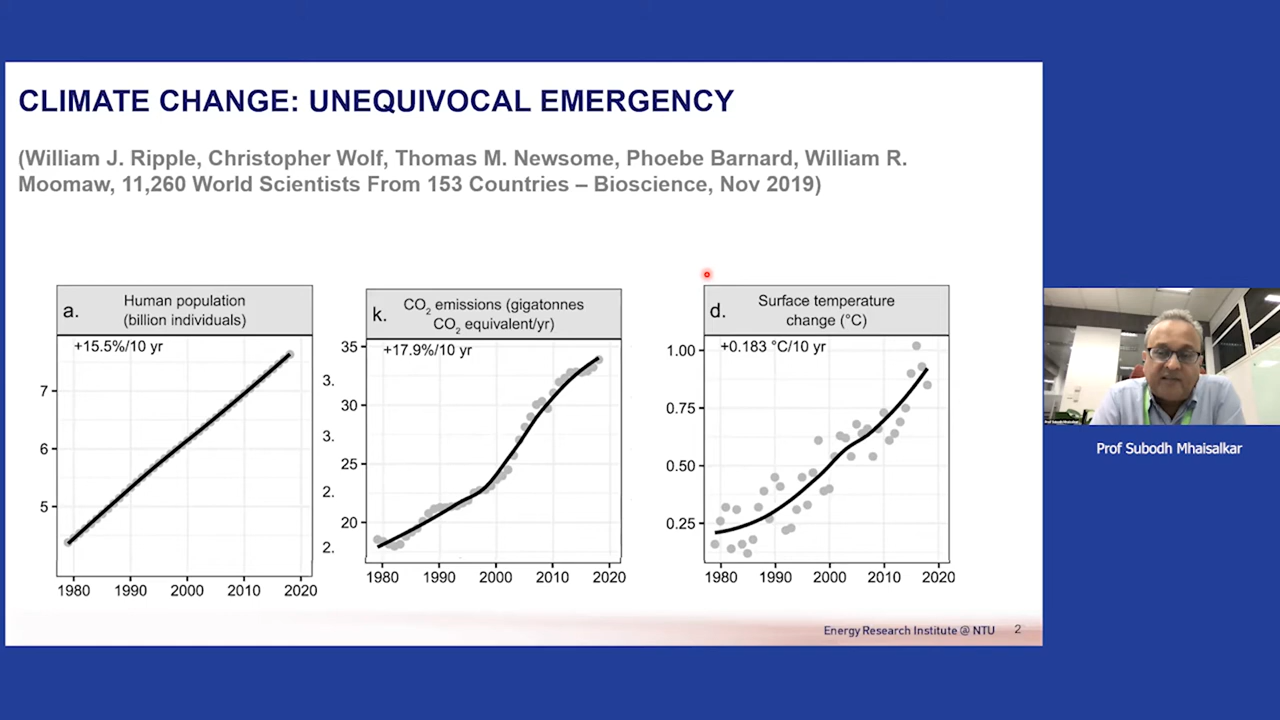 CLIMATE CHANGE: UNEQUIVOCAL EMERGENCY
(William J. Ripple, Christopher Wolf, Thomas M. Newsome, Phoebe Barnard, William R.
Moomaw, 11,260 World Scientists From 153 Countries – Bioscience, Nov 2019)
a.
Human population
(billion individuals)
+15.5%/10 yr
7
6
5
1980 1990 2000 2010 2020
k.
CO2 emissions (gigatonnes
CO2 equivalent/yr)
+17.9%/10 yr
35
30
25
20
3.
3.
2.
2.
1980 1990 2000 2010 2020
d.
Surface temperature
change (°C)
+0.183 °C/10 yr
1.00
0.75
0.50
0.25
1980 1990 2000 2010 2020
Energy Research Institute @ NTU 2
Prof Subodh Mhaisalkar
Prof Subodh Mhaisalkar